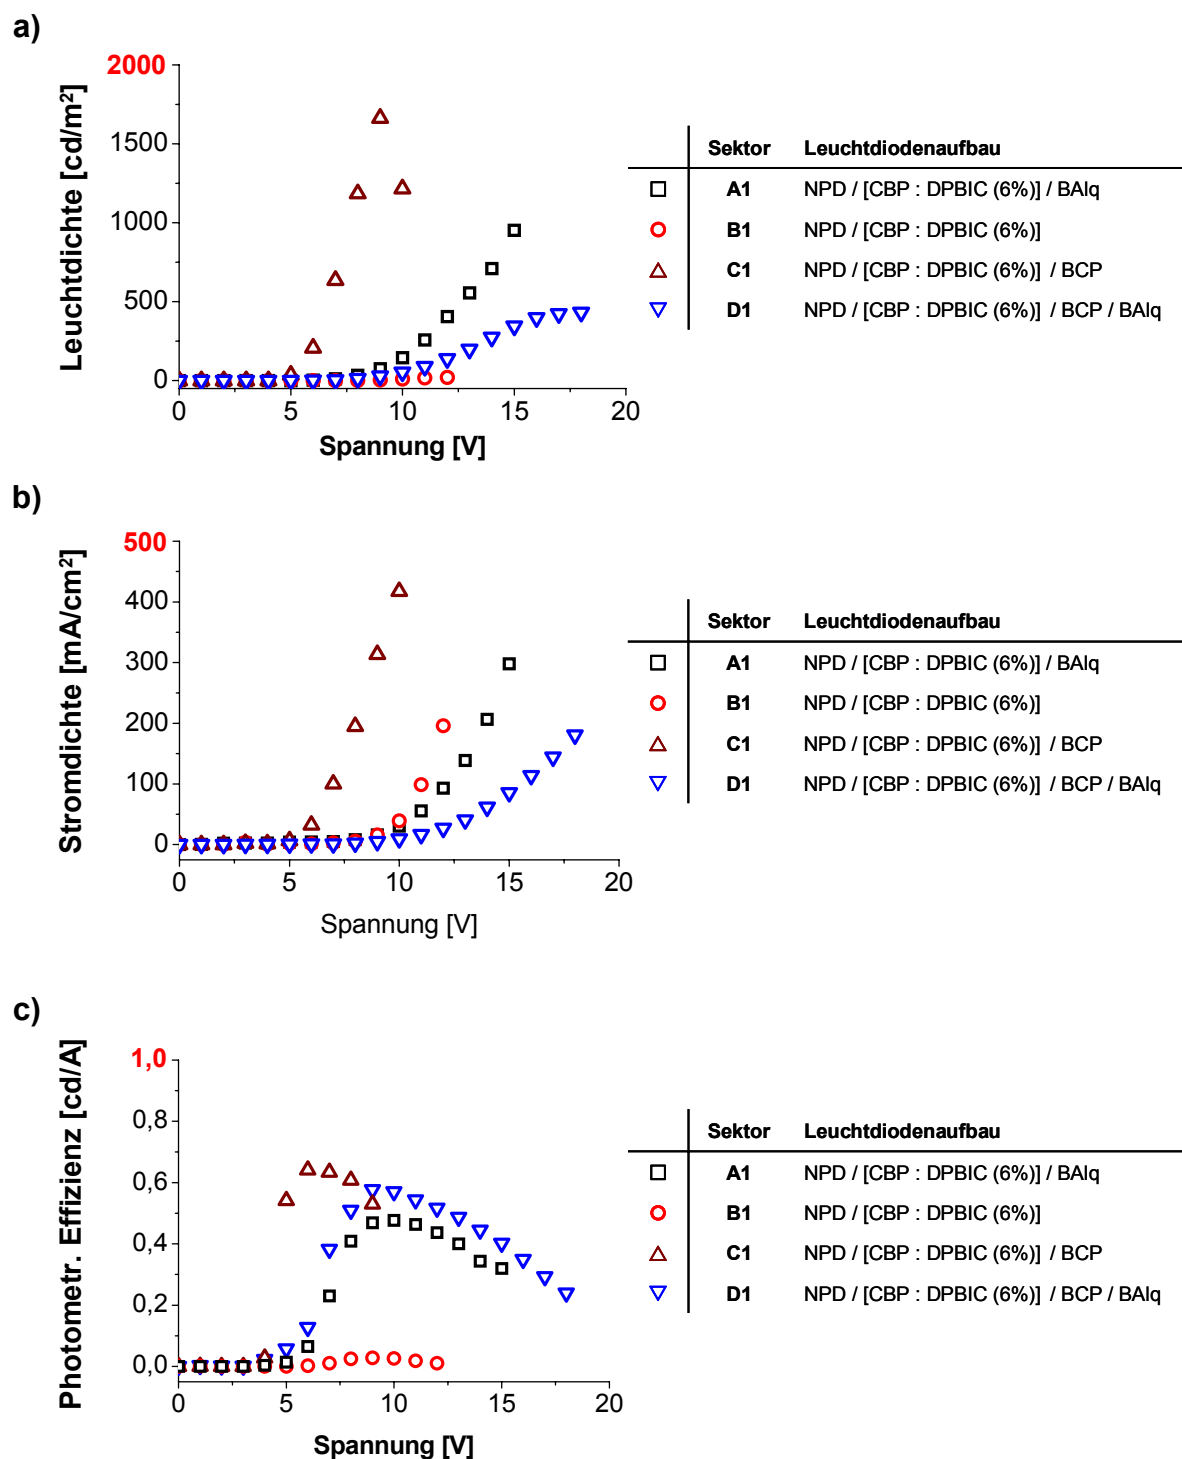 a)
Leuchtdichte [cd/m²]
2000
1500
1000
500
0
0 5 10 15 20
Spannung [V]
Sektor Leuchtdiodenaufbau
A1 NPD / [CBP : DPBIC (6%)] / BAlq
B1 NPD / [CBP : DPBIC (6%)]
C1 NPD / [CBP : DPBIC (6%)] / BCP
D1 NPD / [CBP : DPBIC (6%)] / BCP / BAlq
b)
Stromdichte [mA/cm²]
500
400
300
200
100
0
0 5 10 15 20
Spannung [V]
Sektor Leuchtdiodenaufbau
A1 NPD / [CBP : DPBIC (6%)] / BAlq
B1 NPD / [CBP : DPBIC (6%)]
C1 NPD / [CBP : DPBIC (6%)] / BCP
D1 NPD / [CBP : DPBIC (6%)] / BCP / BAlq
c)
Photometr. Effizienz [cd/A]
1,0
0,8
0,6
0,4
0,2
0,0
0 5 10 15 20
Spannung [V]
Sektor Leuchtdiodenaufbau
A1 NPD / [CBP : DPBIC (6%)] / BAlq
B1 NPD / [CBP : DPBIC (6%)]
C1 NPD / [CBP : DPBIC (6%)] / BCP
D1 NPD / [CBP : DPBIC (6%)] / BCP / BAlq